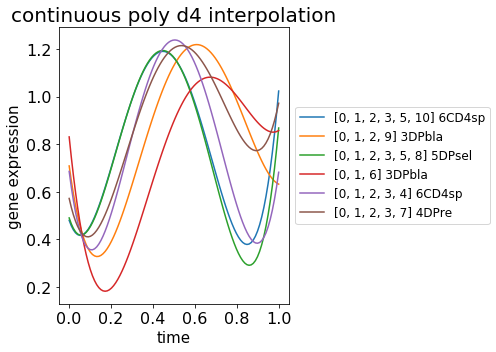 continuous poly d4 interpolation
gene expression
1.2
1.0
0.8
0.6
0.4
0.2
0.0 0.2 0.4 0.6 0.8 1.0
time
[0, 1, 2, 3, 5, 10] 6CD4sp
[0, 1, 2, 9] 3DPbla
[0, 1, 2, 3, 5, 8] 5DPsel
[0, 1, 6] 3DPbla
[0, 1, 2, 3, 4] 6CD4sp
[0, 1, 2, 3, 7] 4DPre